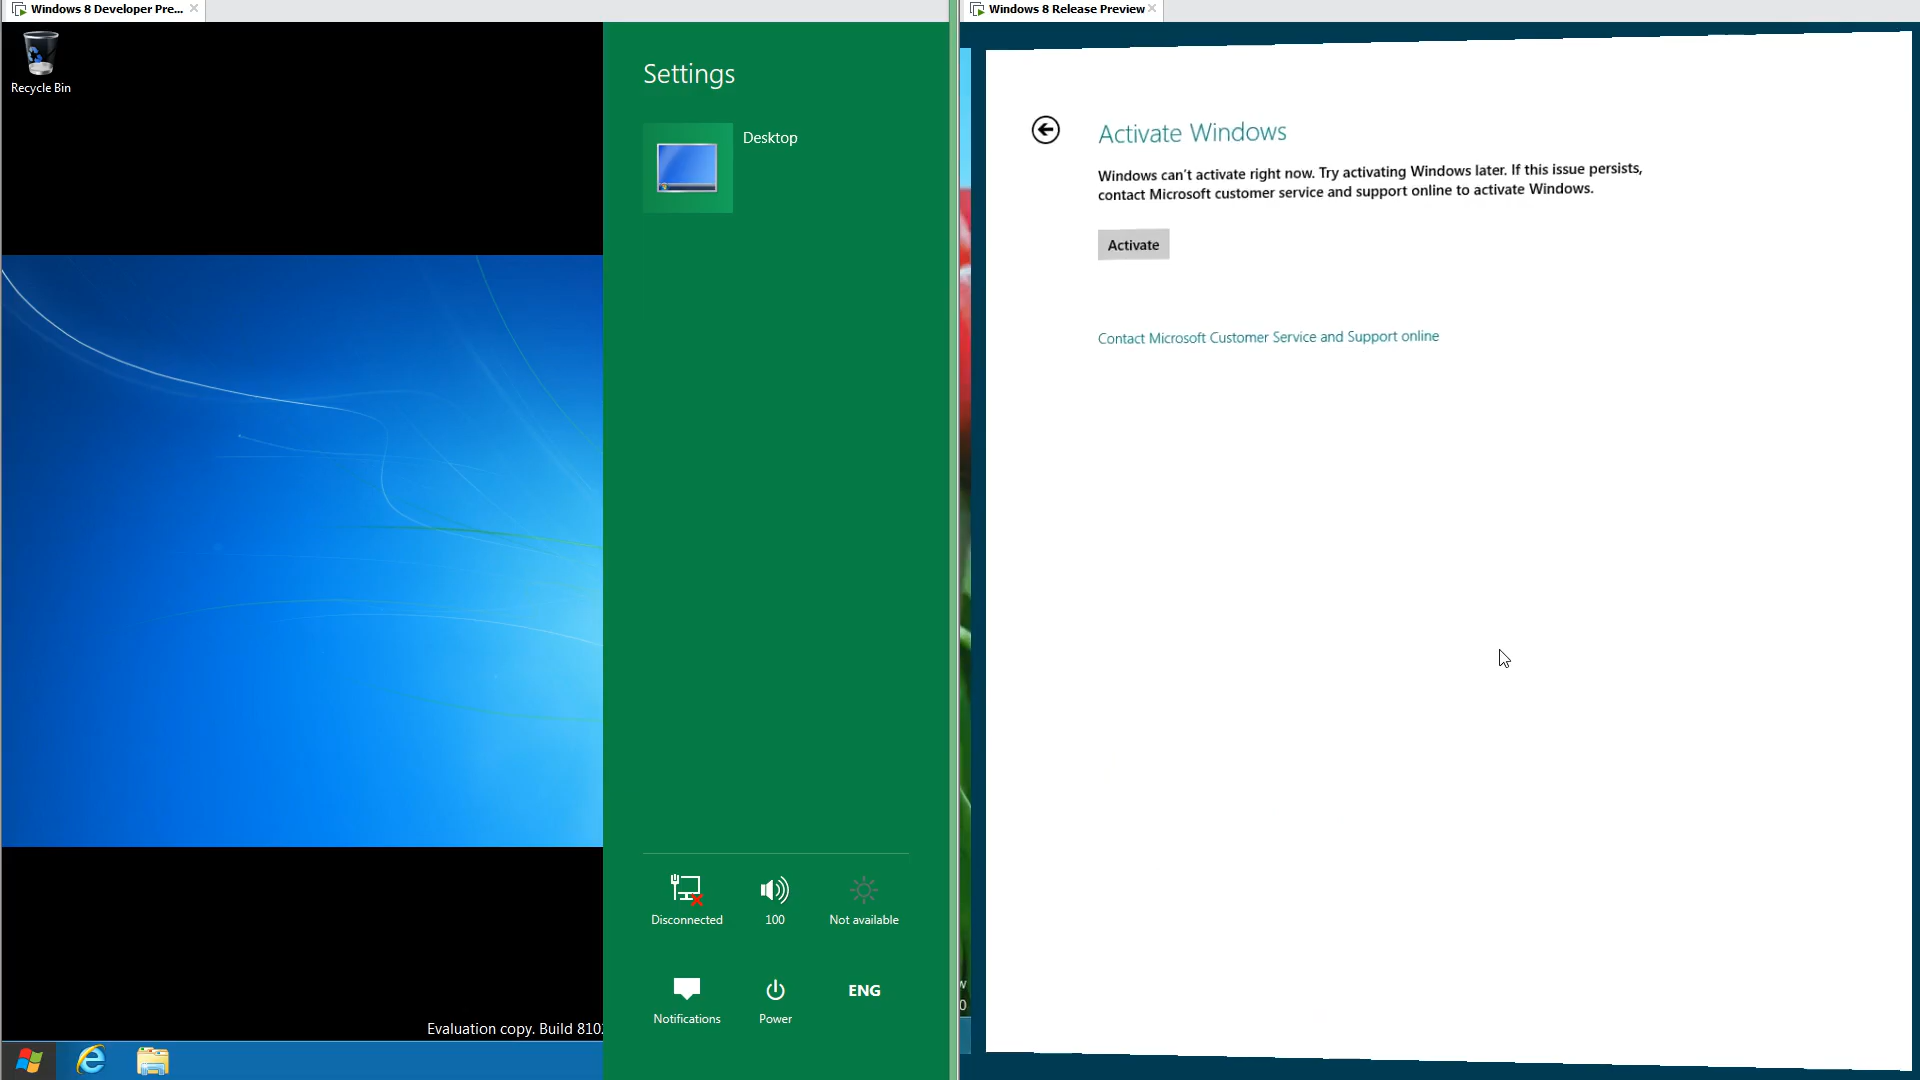 Windows 8 Developer Pre...
Windows 8 Release Preview
Recycle Bin
Settings
Desktop
Disconnected
100
Not available
Notifications
Power
ENG
Evaluation copy. Build 810
Activate Windows
Windows can't activate right now. Try activating Windows later. If this issue persists,
contact Microsoft customer service and support online to activate Windows.
Activate
Contact Microsoft Customer Service and Support online
w
0